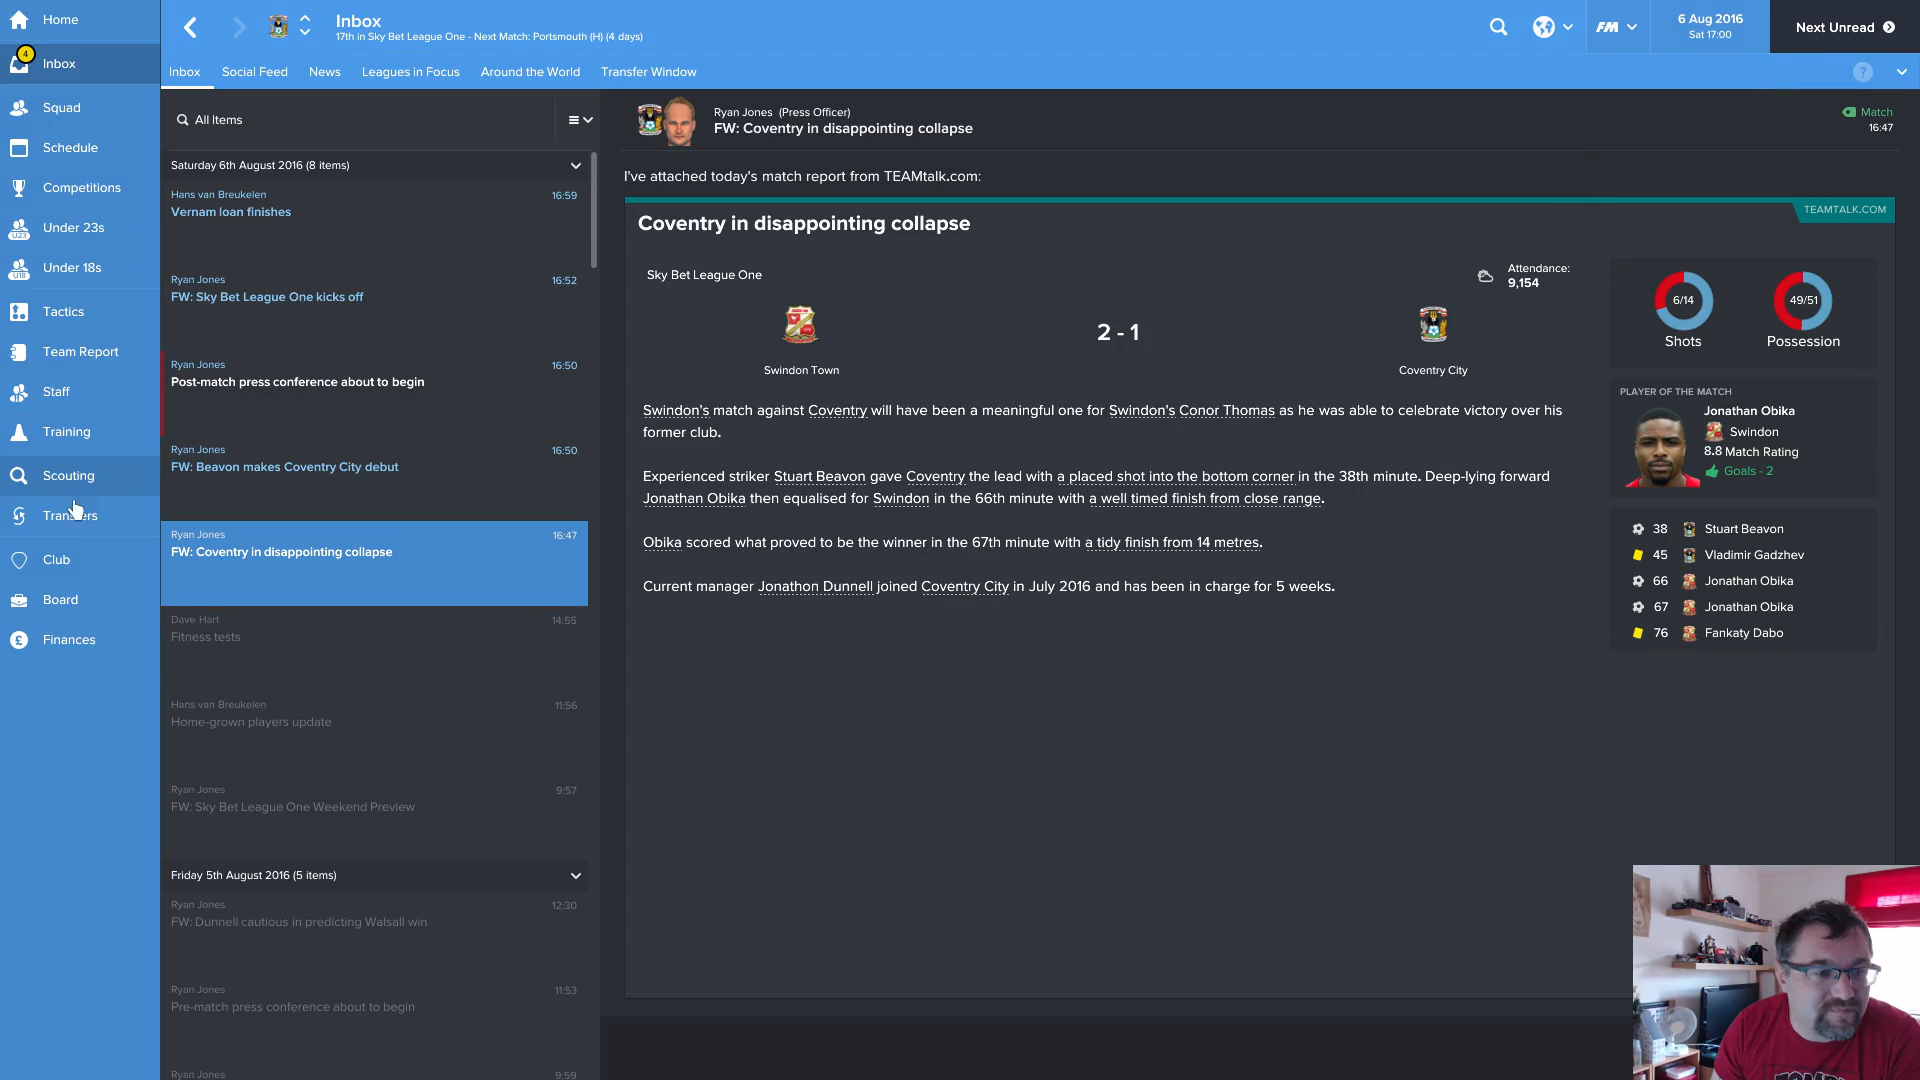 Home
4
Inbox
Squad
Schedule
Competitions
U23
Under 23s
U18
Under 18s
Tactics
Team Report
Staff
Training
Scouting
Transfers
Club
Board
Finances
Inbox
17th in Sky Bet League One - Next Match: Portsmouth (H) (4 days)
FM
6 Aug 2016
Sat 17:00
Next Unread
Inbox
Social Feed
News
Leagues in Focus
Around the World
Transfer Window
?
All Items
Saturday 6th August 2016 (8 items)
Hans van Breukelen 16:59
Vernam loan finishes
Ryan Jones 16:52
FW: Sky Bet League One kicks off
Ryan Jones 16:50
Post-match press conference about to begin
Ryan Jones 16:50
FW: Beavon makes Coventry City debut
Ryan Jones 16:47
FW: Coventry in disappointing collapse
Dave Hart 14:55
Fitness tests
Hans van Breukelen 11:56
Home-grown players update
Ryan Jones 9:57
FW: Sky Bet League One Weekend Preview
Friday 5th August 2016 (5 items)
Ryan Jones 12:30
FW: Dunnell cautious in predicting Walsall win
Ryan Jones 11:53
Pre-match press conference about to begin
Ryan Jones 9:59
Ryan Jones (Press Officer)
FW: Coventry in disappointing collapse
Match
16:47
I've attached today's match report from TEAMtalk.com:
TEAMTALK.COM
Coventry in disappointing collapse
Sky Bet League One
Attendance:
9,154
2 - 1
Swindon Town
Coventry City
Swindon's match against Coventry will have been a meaningful one for Swindon's Conor Thomas as he was able to celebrate victory over his
former club.
Experienced striker Stuart Beavon gave Coventry the lead with a placed shot into the bottom corner in the 38th minute. Deep-lying forward
Jonathan Obika then equalised for Swindon in the 66th minute with a well timed finish from close range.
Obika scored what proved to be the winner in the 67th minute with a tidy finish from 14 metres.
Current manager Jonathon Dunnell joined Coventry City in July 2016 and has been in charge for 5 weeks.
6/14
Shots
49/51
Possession
PLAYER OF THE MATCH
Jonathan Obika
Swindon
8.8 Match Rating
Goals - 2
38 Stuart Beavon
45 Vladimir Gadzhev
66 Jonathan Obika
67 Jonathan Obika
76 Fankaty Dabo